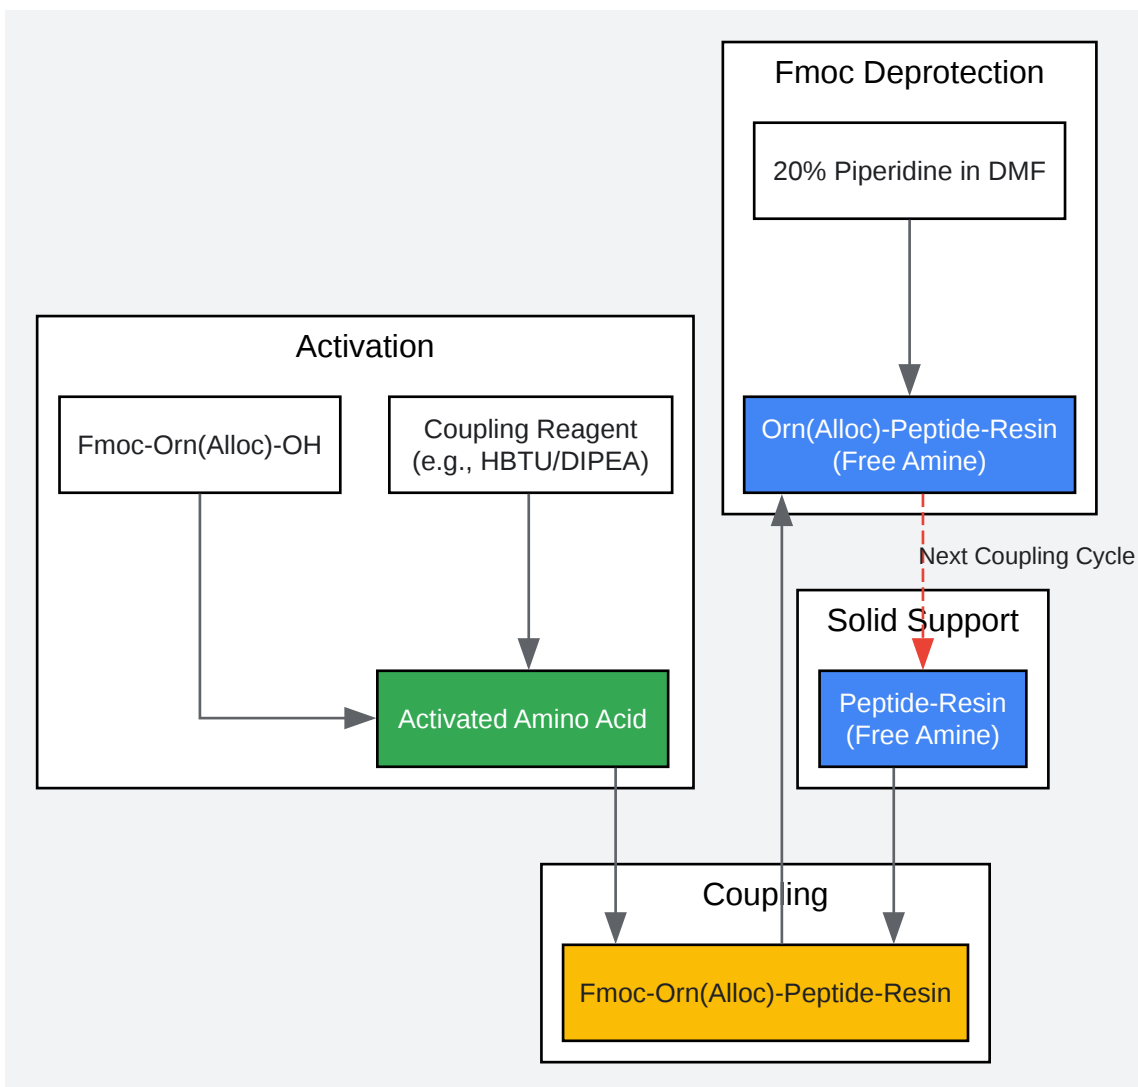 Fmoc Deprotection
20% Piperidine in DMF
Activation
Fmoc-Orn(Alloc)-OH
Coupling Reagent
(e.g., HBTU/DIPEA)
Orn(Alloc)-Peptide-Resin
(Free Amine)
Next Coupling Cycle
Solid Support
Activated Amino Acid
Peptide-Resin
(Free Amine)
Coupling
Fmoc-Orn(Alloc)-Peptide-Resin